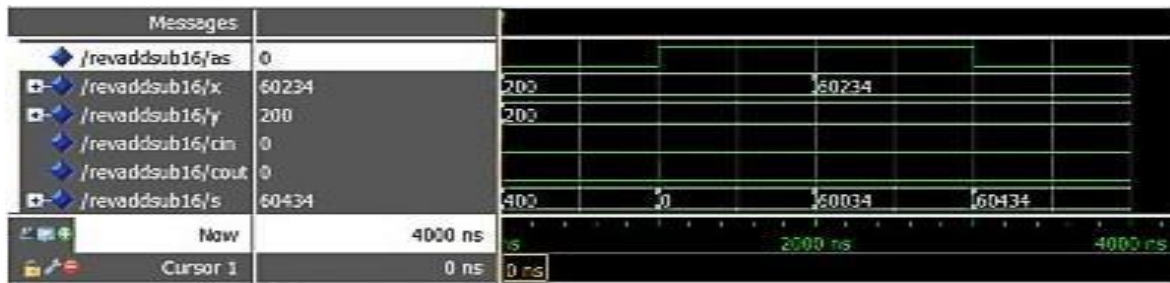 Messages
/revaddsub16/as 0
/revaddsub16/x 60234 200 60234
/revaddsub16/y 200 200
/revaddsub16/cin 0
/revaddsub16/cout 0
/revaddsub16/s 60434 400 0 60034 60434
Now 4000 ns ns 2000 ns 4000 ns
Cursor 1 0 ns 0 ns